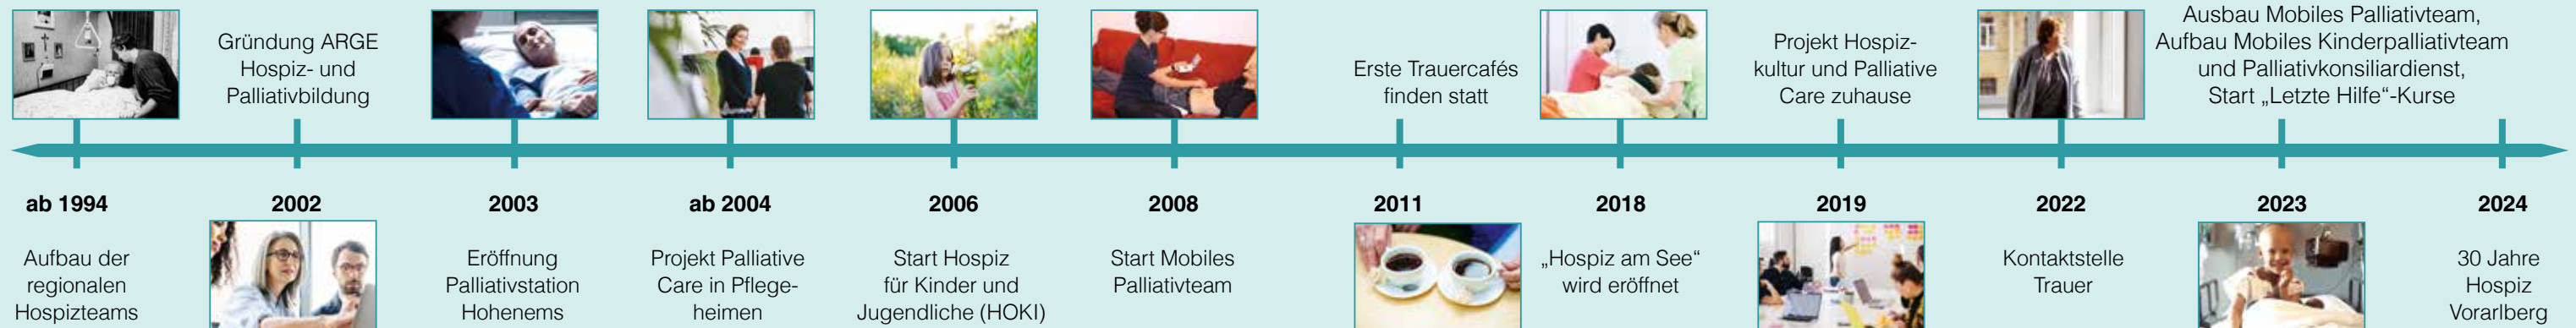 ab 1994
Aufbau der
regionalen
Hospizteams
Gründung ARGE
Hospiz- und
Palliativbildung
2002
2003
Eröffnung
Palliativstation
Hohenems
ab 2004
Projekt Palliative
Care in Pflege-
heimen
2006
Start Hospiz
für Kinder und
Jugendliche (HOKI)
2008
Start Mobiles
Palliativteam
Erste Trauercafés
finden statt
2011
2018
„Hospiz am See“
wird eröffnet
Projekt Hospiz-
kultur und Palliative
Care zuhause
2019
2022
Kontaktstelle
Trauer
Ausbau Mobiles Palliativteam,
Aufbau Mobiles Kinderpalliativteam
und Palliativkonsiliardienst,
Start „Letzte Hilfe“-Kurse
2023
2024
30 Jahre
Hospiz
Vorarlberg